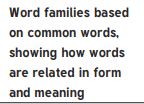 Word families based
on common words,
showing how words
are related in form
and meaning